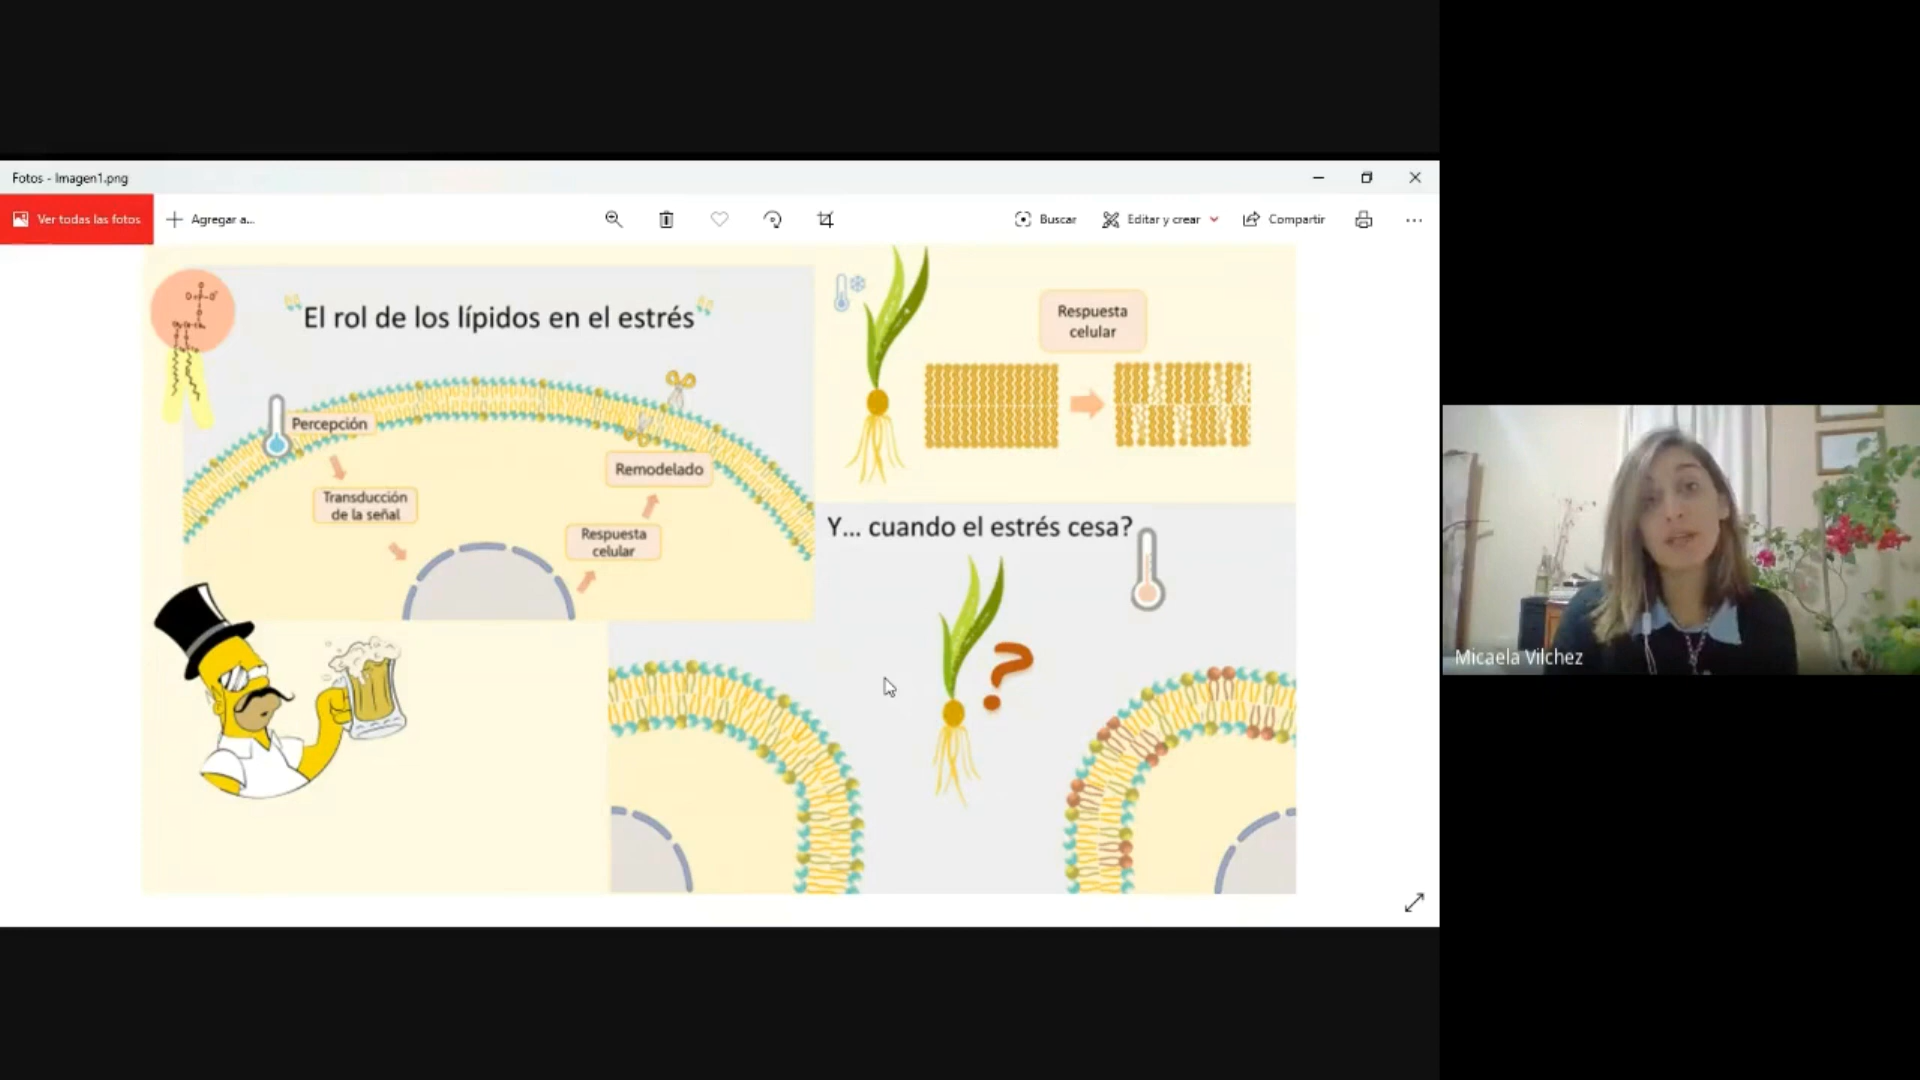 Fotos - Imagen1.png
Ver todas las fotos
Agregar a...
Buscar
Editar y crear
Compartir
El rol de los lípidos en el estrés
Percepción
Transducción
de la señal
Respuesta
celular
Remodelado
Respuesta
celular
Y... cuando el estrés cesa?
?
Micaela Vilchez